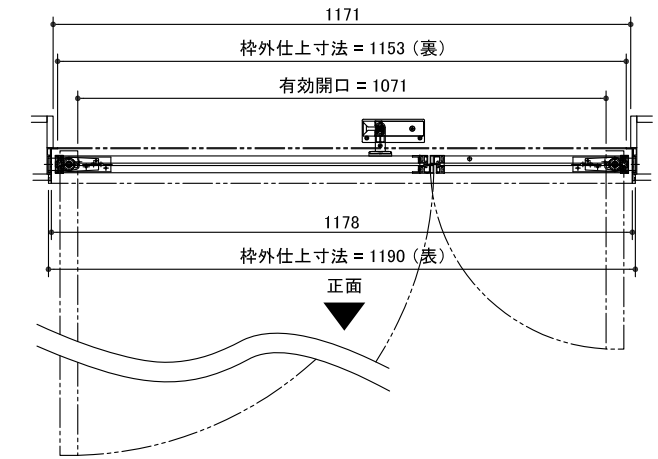 1171
枠外仕上寸法 = 1153（裏）
有効開口 = 1071
1178
枠外仕上寸法 = 1190（表）
正面